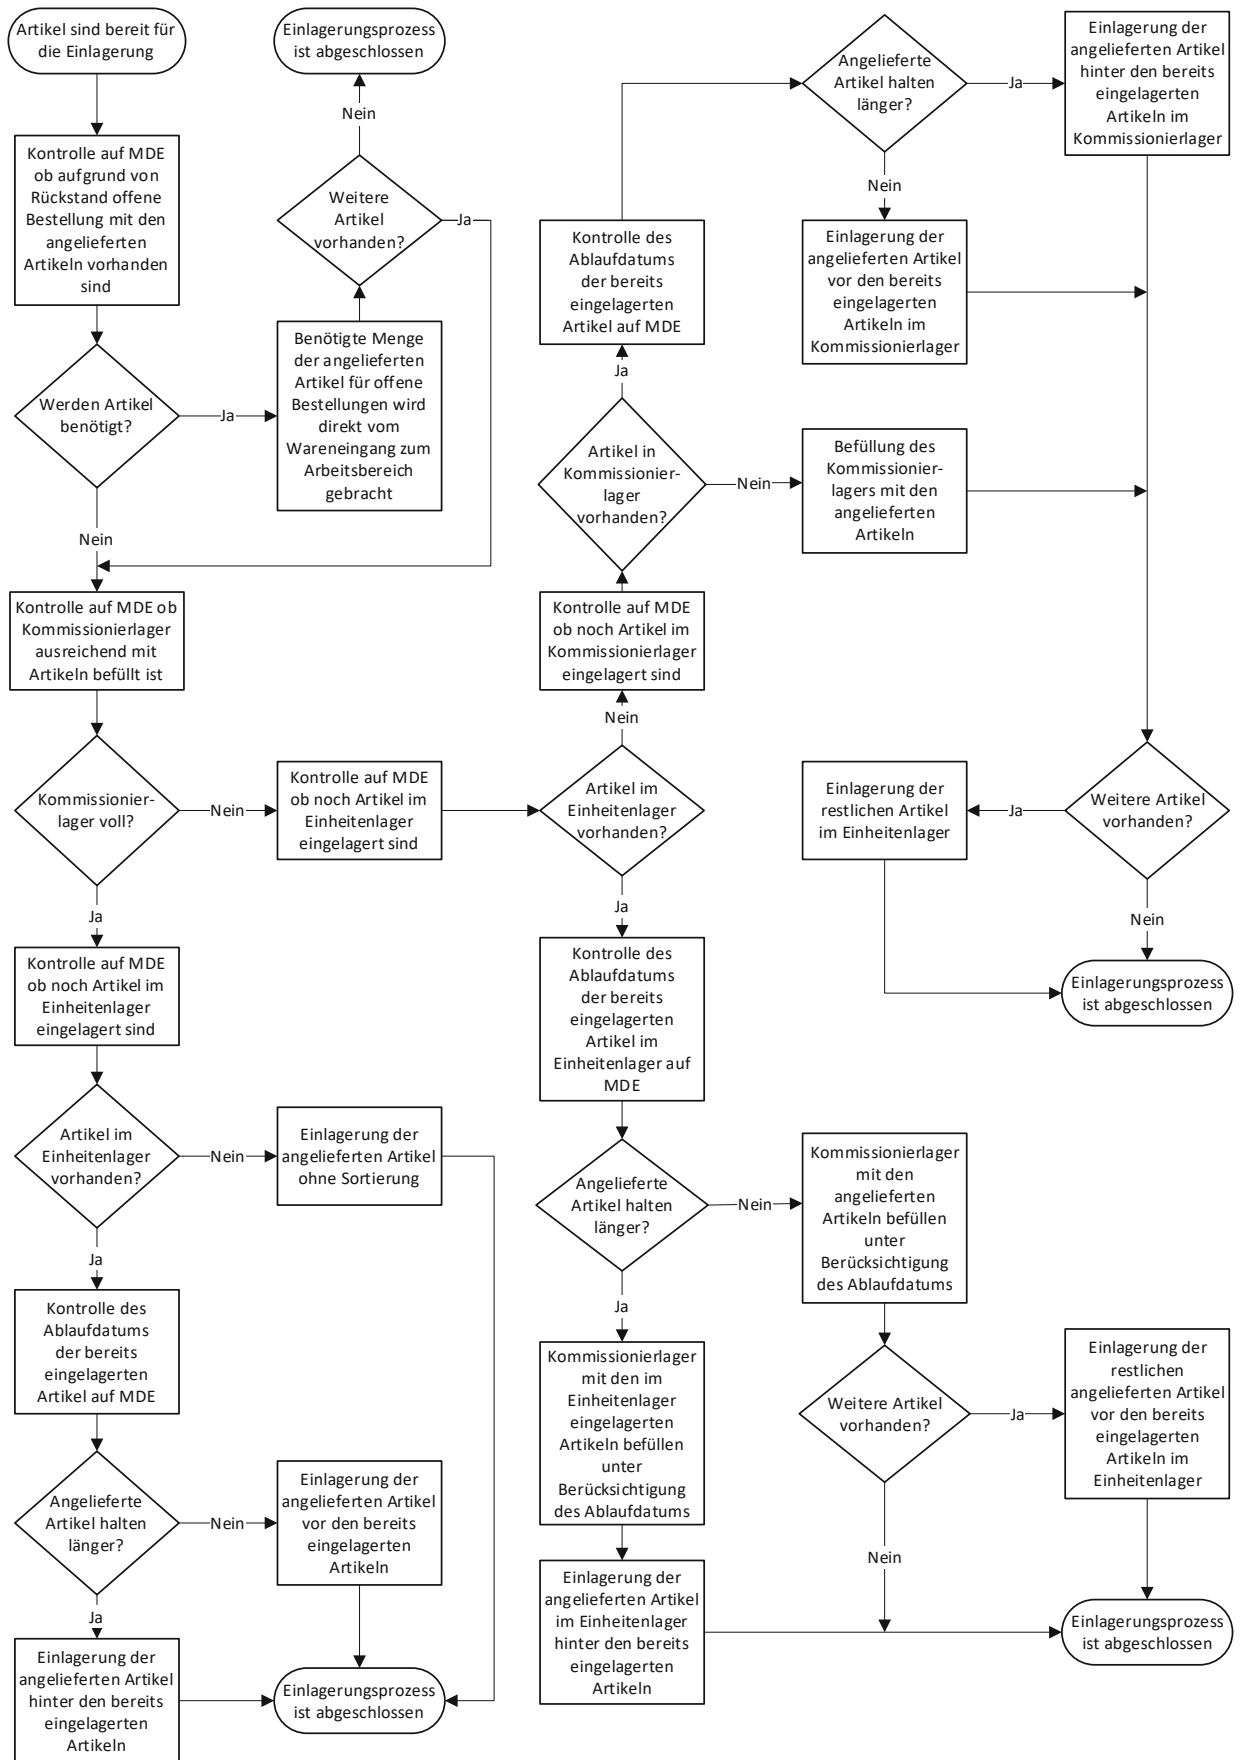 Artikel sind bereit für
die Einlagerung
Kontrolle auf MDE
ob aufgrund von
Rückstand offene
Bestellung mit den
angelieferten
Artikeln vorhanden
sind
Werden Artikel
benötigt?
Ja
Nein
Benötigte Menge
der angelieferten
Artikel für offene
Bestellungen wird
direkt vom
Wareneingang zum
Arbeitsbereich
gebracht
Weitere
Artikel
vorhanden?
Ja
Nein
Einlagerungsprozess
ist abgeschlossen
Kontrolle auf MDE ob
Kommissionierlager
ausreichend mit
Artikeln befüllt ist
Kommissionier-
lager voll?
Nein
Ja
Kontrolle auf MDE
ob noch Artikel im
Einheitenlager
eingelagert sind
Artikel im
Einheitenlager
vorhanden?
Nein
Ja
Einlagerung der
angelieferten Artikel
ohne Sortierung
Kontrolle des
Ablaufdatums
der bereits
eingelagerten
Artikel auf MDE
Angelieferte
Artikel halten
länger?
Nein
Ja
Einlagerung der
angelieferten Artikel
vor den bereits
eingelagerten
Artikeln
Einlagerung der
angelieferten Artikel
hinter den bereits
eingelagerten
Artikeln
Einlagerungsprozess
ist abgeschlossen
Kontrolle auf MDE
ob noch Artikel im
Einheitenlager
eingelagert sind
Artikel im
Einheitenlager
vorhanden?
Nein
Ja
Kontrolle auf MDE
ob noch Artikel im
Kommissionierlager
eingelagert sind
Artikel in
Kommissionier-
lager
vorhanden?
Ja
Nein
Kontrolle des
Ablaufdatums
der bereits
eingelagerten
Artikel auf MDE
Angelieferte
Artikel halten
länger?
Ja
Nein
Einlagerung der
angelieferten Artikel
hinter den bereits
eingelagerten
Artikeln im
Kommissionierlager
Einlagerung der
angelieferten Artikel
vor den bereits
eingelagerten
Artikeln im
Kommissionierlager
Befüllung des
Kommissionier-
lagers mit den
angelieferten
Artikeln
Weitere Artikel
vorhanden?
Ja
Nein
Einlagerung der
restlichen Artikel
im Einheitenlager
Einlagerungsprozess
ist abgeschlossen
Kontrolle des
Ablaufdatums
der bereits
eingelagerten
Artikel im
Einheitenlager auf
MDE
Angelieferte
Artikel halten
länger?
Nein
Ja
Kommissionierlager
mit den
angelieferten
Artikeln befüllen
unter
Berücksichtigung
des Ablaufdatums
Weitere Artikel
vorhanden?
Ja
Nein
Einlagerung der
restlichen
angelieferten Artikel
vor den bereits
eingelagerten
Artikeln im
Einheitenlager
Kommissionierlager
mit den im
Einheitenlager
eingelagerten
Artikeln befüllen
unter
Berücksichtigung
des Ablaufdatums
Einlagerung der
angelieferten Artikel
im Einheitenlager
hinter den bereits
eingelagerten
Artikeln
Einlagerungsprozess
ist abgeschlossen